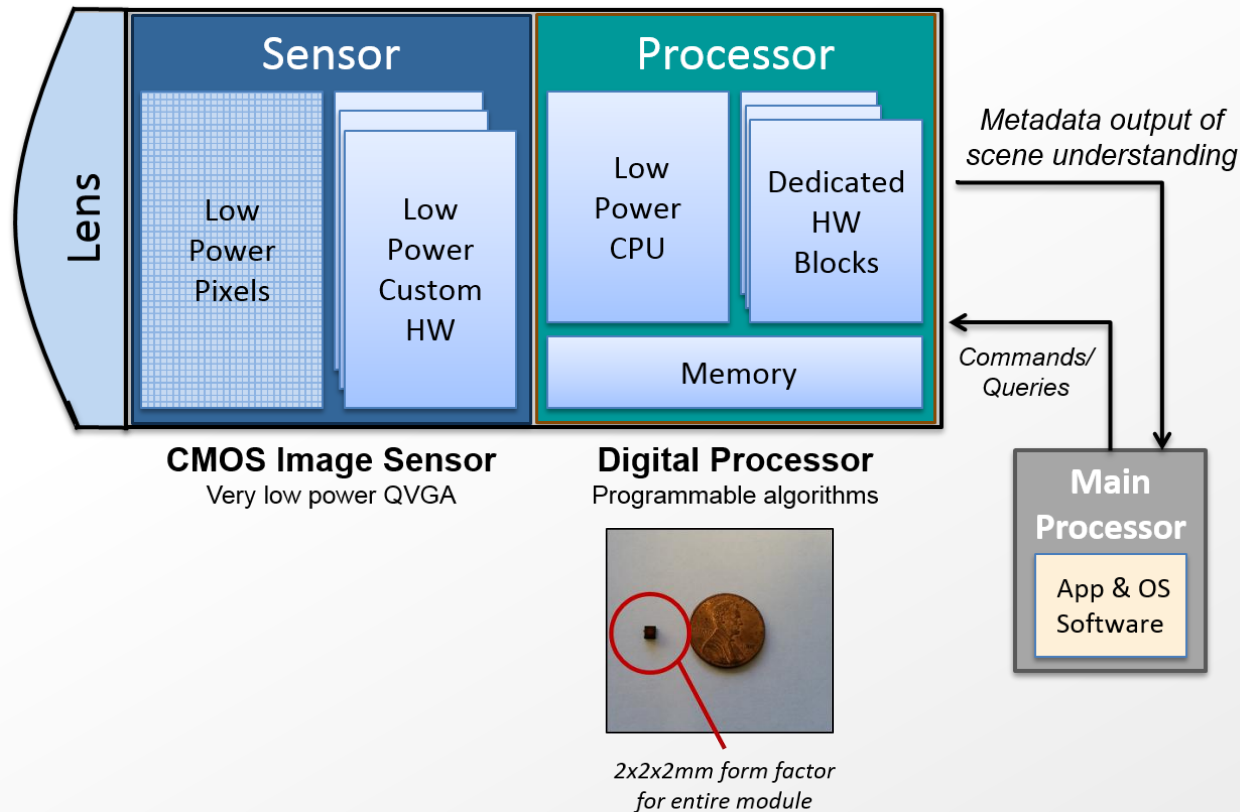 Lens
Sensor
Low
Power
Pixels
Low
Power
Custom
HW
Processor
Low
Power
CPU
Dedicated
HW
Blocks
Memory
Metadata output of
scene understanding
Commands/
Queries
CMOS Image Sensor
Very low power QVGA
Digital Processor
Programmable algorithms
Main
Processor
App & OS
Software
2x2x2mm form factor
for entire module